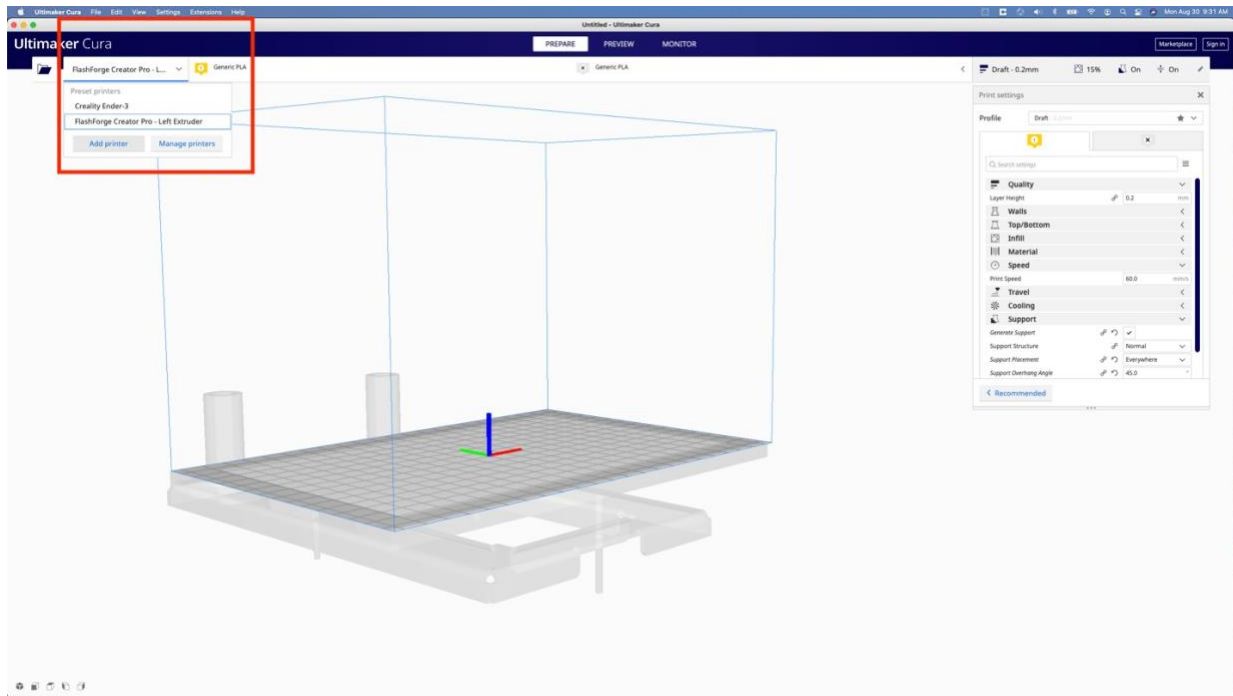 Ultimaker Cura File Edit View Settings Extensions Help Mon Aug 30 9:31 AM
Untitled - Ultimaker Cura
Ultimaker Cura PREPARE PREVIEW MONITOR Marketplace Sign in
FlashForge Creator Pro - L... 1 Generic PLA Generic PLA Draft - 0.2mm 15% On On
Preset printers
Creality Ender-3
FlashForge Creator Pro - Left Extruder
Add printer Manage printers
Print settings
Profile Draft 0.2mm
1
Search settings
Quality
Layer Height 0.2 mm
Walls
Top/Bottom
Infill
Material
Speed
Print Speed 60.0 mm/s
Travel
Cooling
Support
Generate Support
Support Structure Normal
Support Placement Everywhere
Support Overhang Angle 45.0 °
Recommended